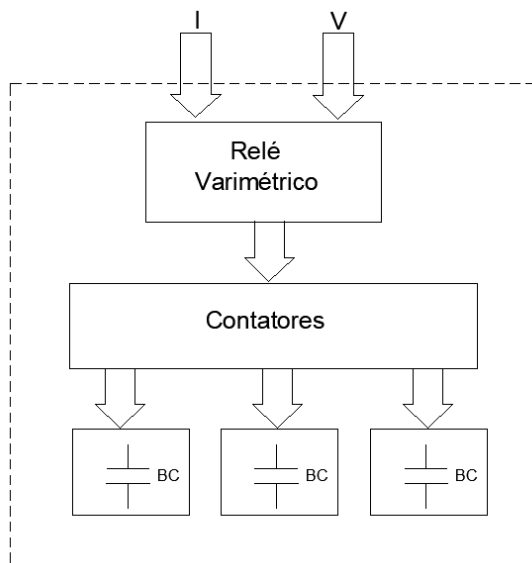 I V
Relé
Varimétrico
Contatores
BC BC BC